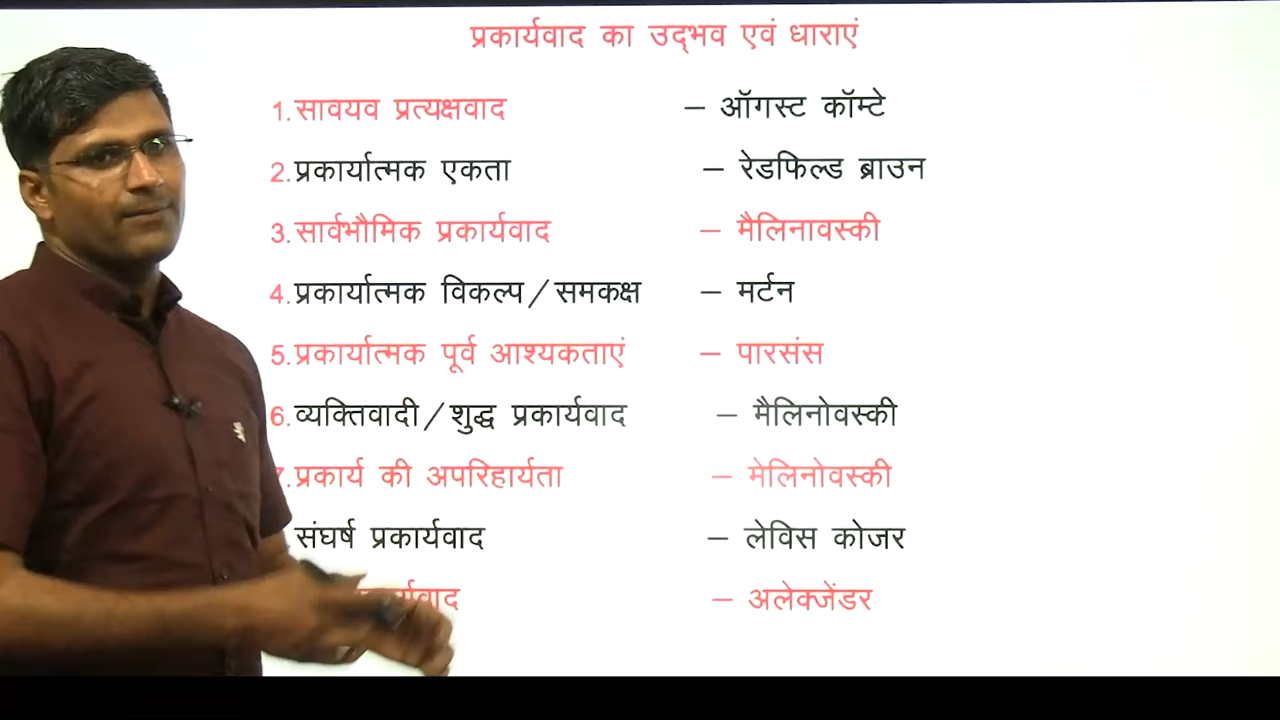 प्रकार्यवाद का उद्भव एवं धाराएं
1. सावयव प्रत्यक्षवाद – ऑगस्ट कॉम्टे
2. प्रकार्यात्मक एकता – रेडफिल्ड ब्राउन
3. सार्वभौमिक प्रकार्यवाद – मैलिनावस्की
4. प्रकार्यात्मक विकल्प/समकक्ष – मर्टन
5. प्रकार्यात्मक पूर्व आश्यकताएं – पारसंस
6. व्यक्तिवादी/शुद्ध प्रकार्यवाद – मैलिनोवस्की
7. प्रकार्य की अपरिहार्यता – मेलिनोवस्की
संघर्ष प्रकार्यवाद – लेविस कोजर
– अलेक्जेंडर